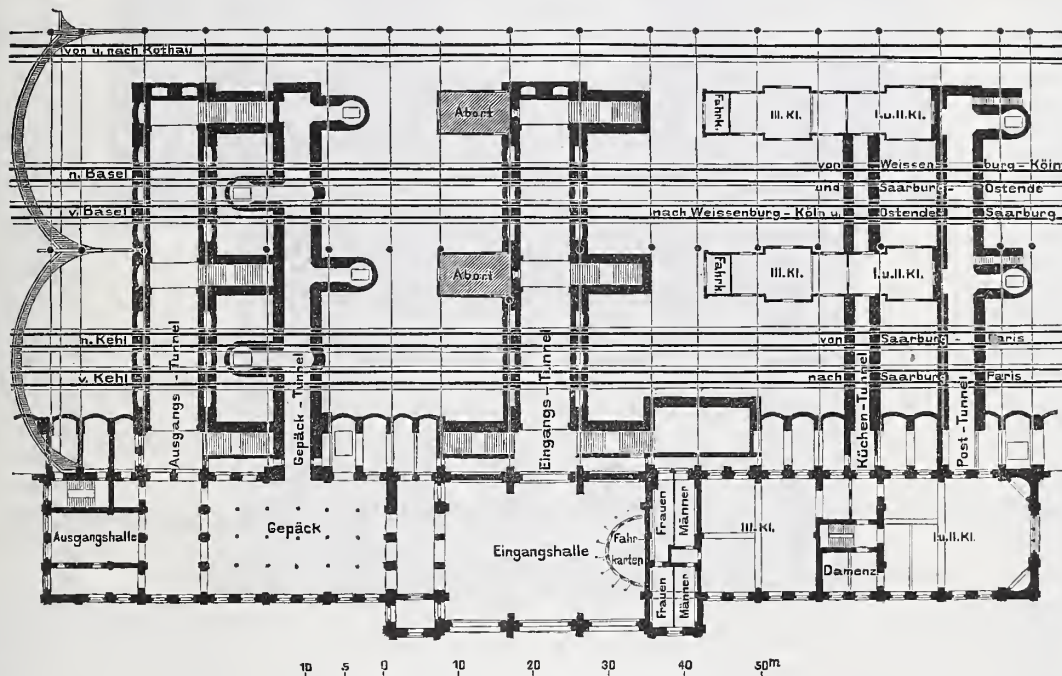 von u. nach Rothau
Abort
Fahrk.
III. Kl.
I. u. II. Kl.
n. Basel
von Weissen burg – Köln
und Saarburg – Ostende
v. Basel
nach Weissenburg – Köln u. Ostende Saarburg
Abort
Fahrk.
III. Kl.
I. u. II. Kl.
n. Kehl
von Saarburg – Paris
v. Kehl
nach Saarburg Paris
Ausgangs – Tunnel
Gepäck – Tunnel
Eingangs – Tunnel
Küchen – Tunnel
Post – Tunnel
Ausgangshalle
Gepäck
Eingangshalle
Fahr
karten
Frauen
Männer
Frauen
Männer
III. Kl.
Damenz.
I. u. II. Kl.
10 5 0 10 20 30 40 50m